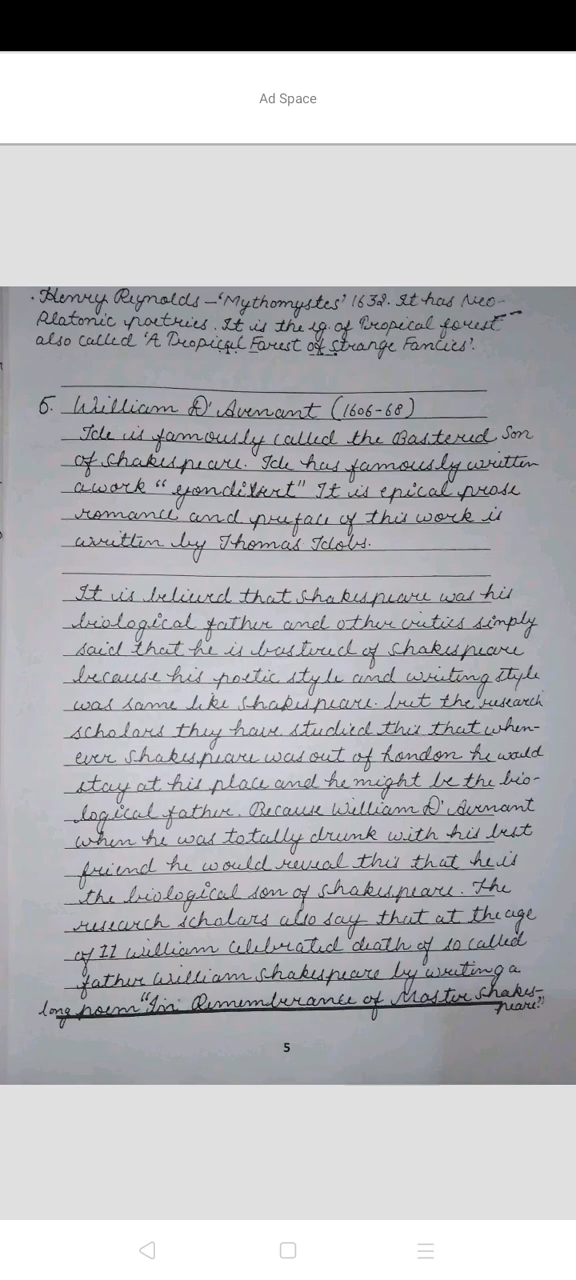 Ad Space
. Henry Reynolds – 'Mythomystes' 1632. It has Neo-
Platonic poetries. It is the eg. of Tropical forest
also called 'A Tropical Forest of Strange Fancies'.
6. William D' Avenant (1606-68)
Ide is famously called the Bastered Son
of Shakespeare. Ide has famously written
a work "Gondilvert" It is epical prose
romance and preface of this work is
written by Thomas Idobs.
It is belived that Shakespeare was his
biological father and other critics simply
said that he is bastured of Shakespeare
because his poetic style and writing style
was same like Shakespeare. but the research
scholars they have studied this that when-
ever Shakespeare was out of London he would
stay at his place and he might be the bio-
logical father. Because William D' Avenant
when he was totally drunk with his best
friend he would reveal this that he is
the biological son of Shakespeare. The
research scholars also say that at the age
of 11 William celebrated death of so called
father William Shakespeare by writing a
long poem "In Rememberance of Master Shakes-
peare"
5